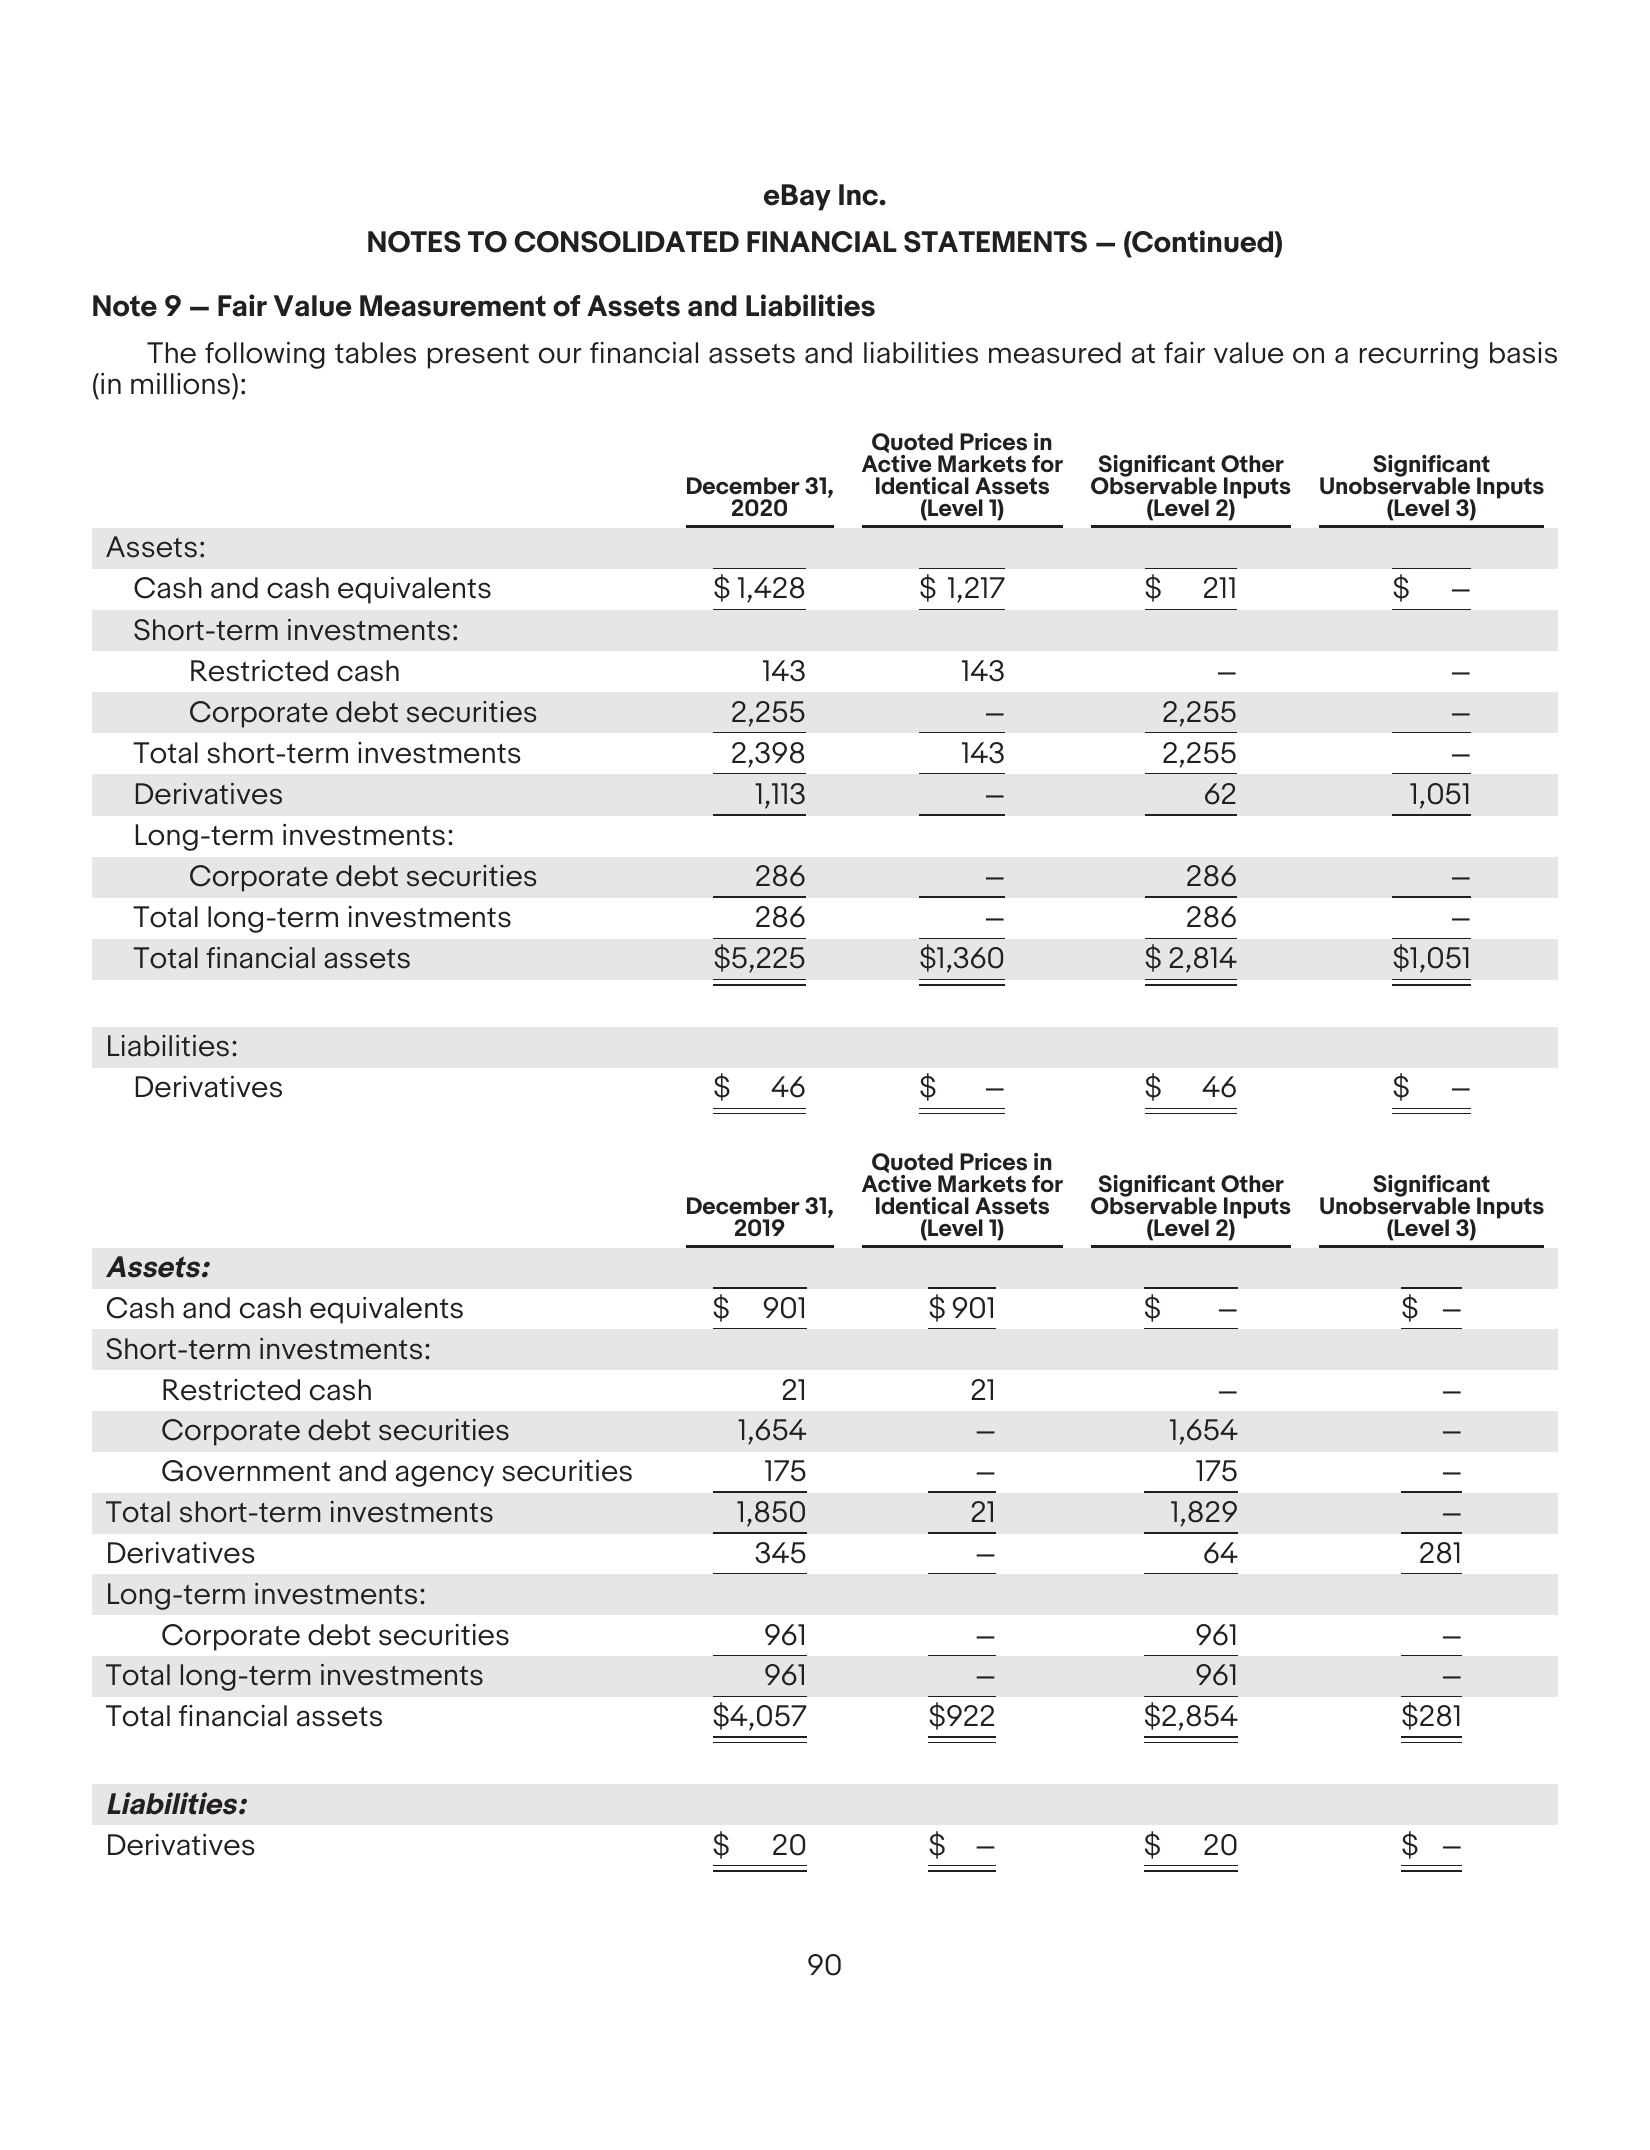 eBay Inc.
NOTES TO CONSOLIDATED FINANCIAL STATEMENTS — (Continued)
Note 9 — Fair Value Measurement of Assets and Liabilities
The following tables present our financial assets and liabilities measured at fair value on a recurring basis
(in millions):
December 31, 2020 Quoted Prices in Active Markets for Identical Assets (Level 1) Significant Other Observable Inputs (Level 2) Significant Unobservable Inputs (Level 3)
Assets:
Cash and cash equivalents $ 1,428 $ 1,217 $ 211 $ —
Short-term investments:
Restricted cash 143 143 — —
Corporate debt securities 2,255 — 2,255 —
Total short-term investments 2,398 143 2,255 —
Derivatives 1,113 — 62 1,051
Long-term investments:
Corporate debt securities 286 — 286 —
Total long-term investments 286 — 286 —
Total financial assets $5,225 $1,360 $ 2,814 $1,051
Liabilities:
Derivatives $ 46 $ — $ 46 $ —
December 31, 2019 Quoted Prices in Active Markets for Identical Assets (Level 1) Significant Other Observable Inputs (Level 2) Significant Unobservable Inputs (Level 3)
Assets:
Cash and cash equivalents $ 901 $ 901 $ — $ —
Short-term investments:
Restricted cash 21 21 — —
Corporate debt securities 1,654 — 1,654 —
Government and agency securities 175 — 175 —
Total short-term investments 1,850 21 1,829 —
Derivatives 345 — 64 281
Long-term investments:
Corporate debt securities 961 — 961 —
Total long-term investments 961 — 961 —
Total financial assets $4,057 $922 $2,854 $281
Liabilities:
Derivatives $ 20 $ — $ 20 $ —
90